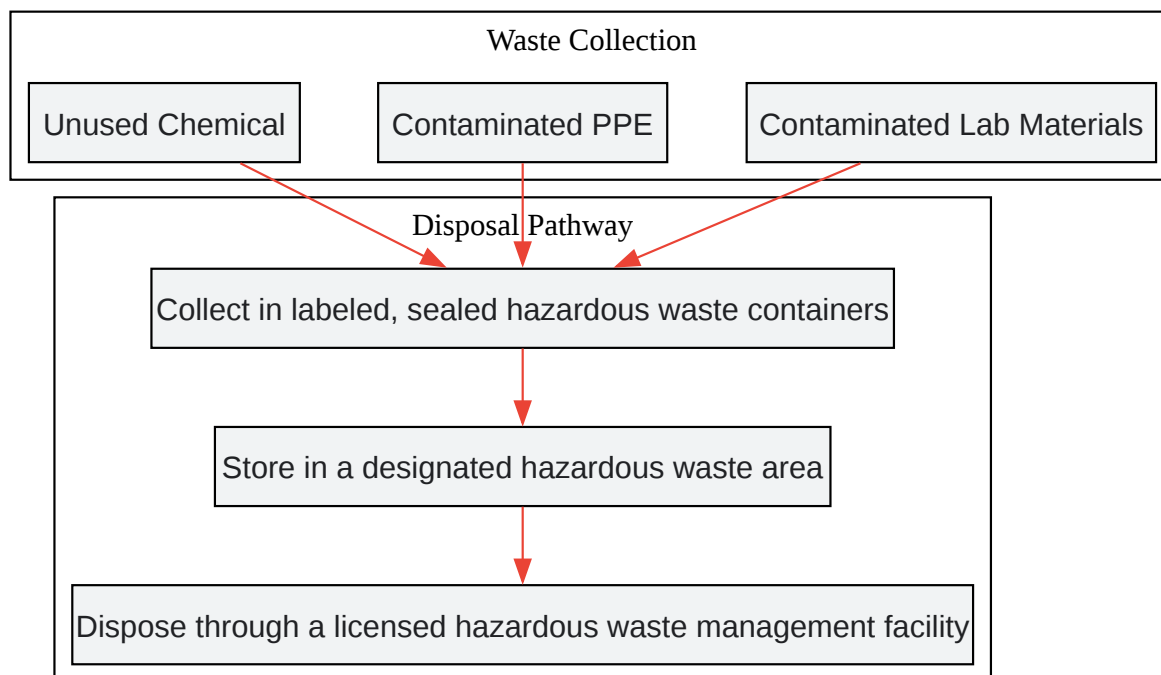 Waste Collection
Unused Chemical
Contaminated PPE
Contaminated Lab Materials
Disposal Pathway
Collect in labeled, sealed hazardous waste containers
Store in a designated hazardous waste area
Dispose through a licensed hazardous waste management facility